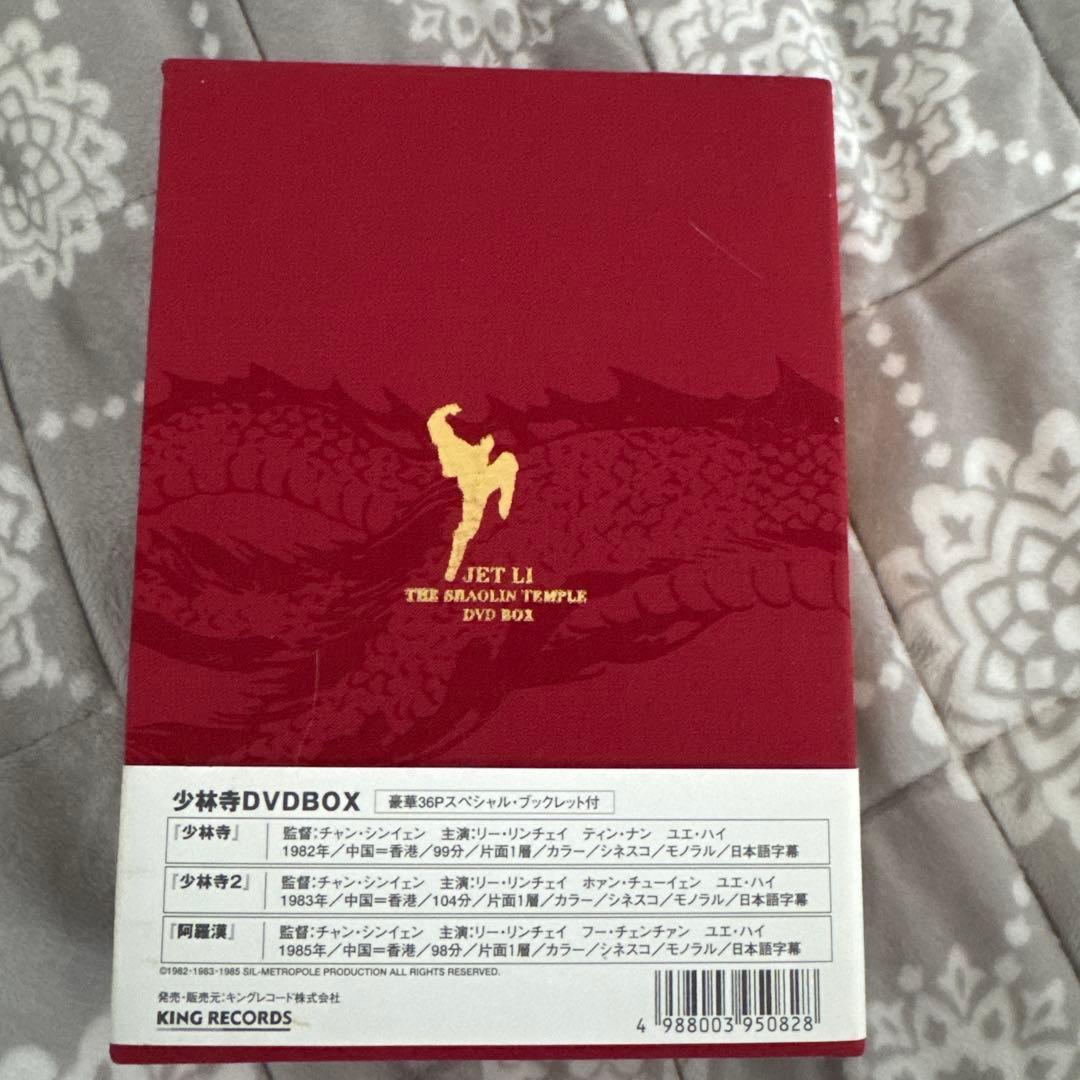 JET LI
THE SHAOLIN TEMPLE
DVD BOX
少林寺DVDBOX 豪華36Pスペシャル・ブックレット付
『少林寺』 監督:チャン・シンイェン 主演:リー・リンチェイ ティン・ナン ユエ・ハイ
1982年/中国=香港/99分/片面1層/カラー/シネスコ/モノラル/日本語字幕
『少林寺2』 監督:チャン・シンイェン 主演:リー・リンチェイ ホァン・チューイェン ユエ・ハイ
1983年/中国=香港/104分/片面1層/カラー/シネスコ/モノラル/日本語字幕
『阿羅漢』 監督:チャン・シンイェン 主演:リー・リンチェイ フー・チェンチャン ユエ・ハイ
1985年/中国=香港/98分/片面1層/カラー/シネスコ/モノラル/日本語字幕
©1982・1983・1985 SIL-METROPOLE PRODUCTION ALL RIGHTS RESERVED.
発売・販売元:キングレコード株式会社
KING RECORDS
4 988003 950828